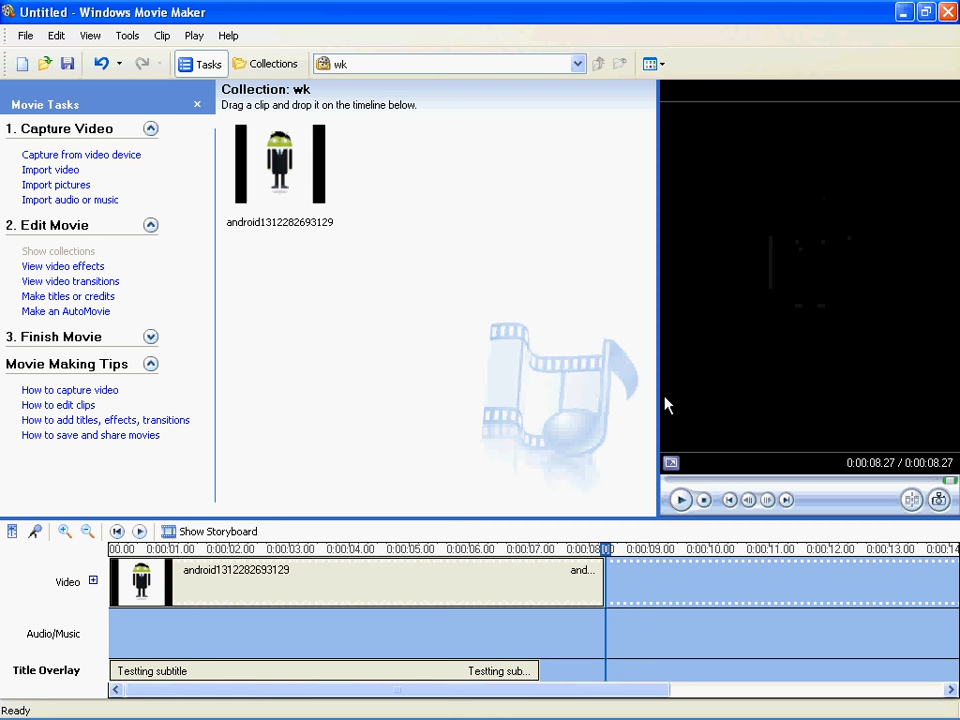 Untitled - Windows Movie Maker
File Edit View Tools Clip Play Help
Tasks Collections wk
Movie Tasks
1. Capture Video
Capture from video device
Import video
Import pictures
Import audio or music
2. Edit Movie
Show collections
View video effects
View video transitions
Make titles or credits
Make an AutoMovie
3. Finish Movie
Movie Making Tips
How to capture video
How to edit clips
How to add titles, effects, transitions
How to save and share movies
Collection: wk
Drag a clip and drop it on the timeline below.
android1312282693129
0:00:08.27 / 0:00:08.27
Show Storyboard
00.00 0:00:01.00 0:00:02.00 0:00:03.00 0:00:04.00 0:00:05.00 0:00:06.00 0:00:07.00 0:00:08.00 0:00:09.00 0:00:10.00 0:00:11.00 0:00:12.00 0:00:13.00 0:00:14
Video android1312282693129 and...
Audio/Music
Title Overlay Testting subtitle Testting sub...
Ready